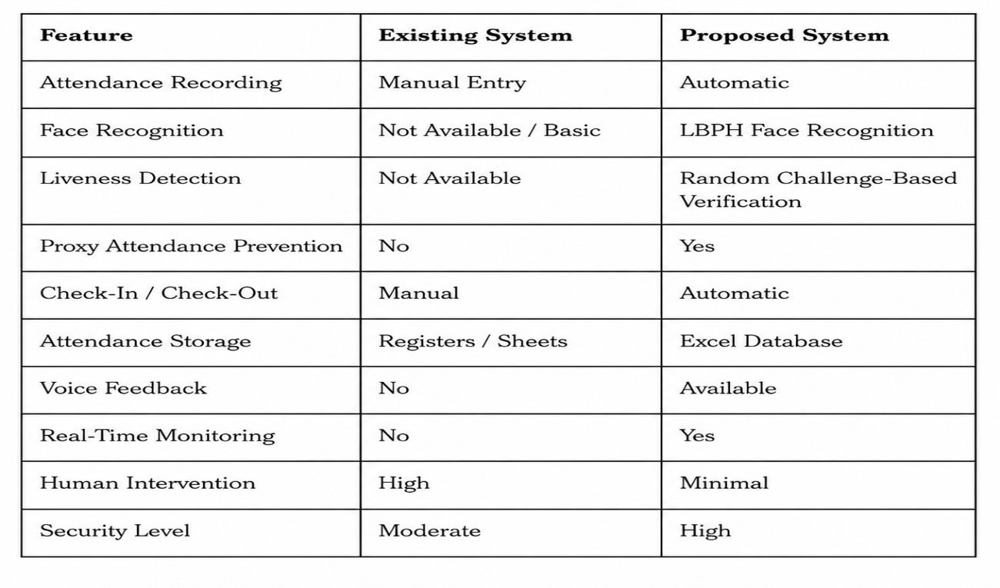 Feature Existing System Proposed System
Attendance Recording Manual Entry Automatic
Face Recognition Not Available / Basic LBPH Face Recognition
Liveness Detection Not Available Random Challenge-Based
Verification
Proxy Attendance Prevention No Yes
Check-In / Check-Out Manual Automatic
Attendance Storage Registers / Sheets Excel Database
Voice Feedback No Available
Real-Time Monitoring No Yes
Human Intervention High Minimal
Security Level Moderate High